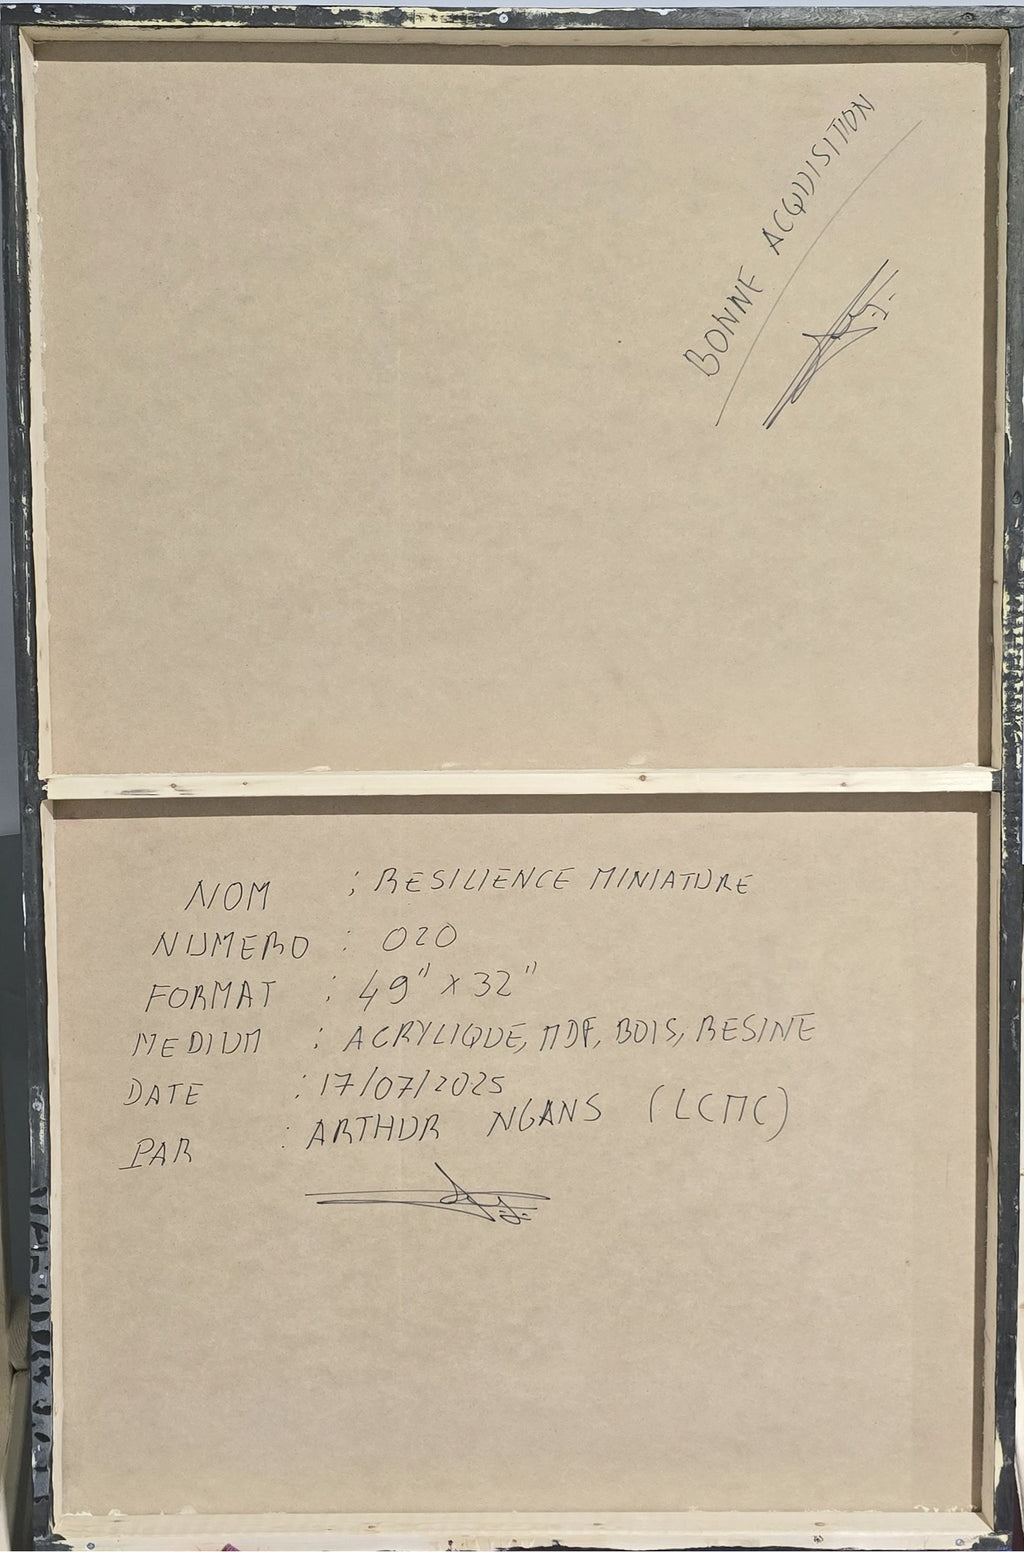 BONNE ACQUISITION
NOM : RESILIENCE MINIATURE
NUMERO : 020
FORMAT : 49" x 32"
MEDIUM : ACRYLIQUE, MDF, BOIS, RESINE
DATE : 17/07/2025
PAR : ARTHUR NGANS (LCMC)